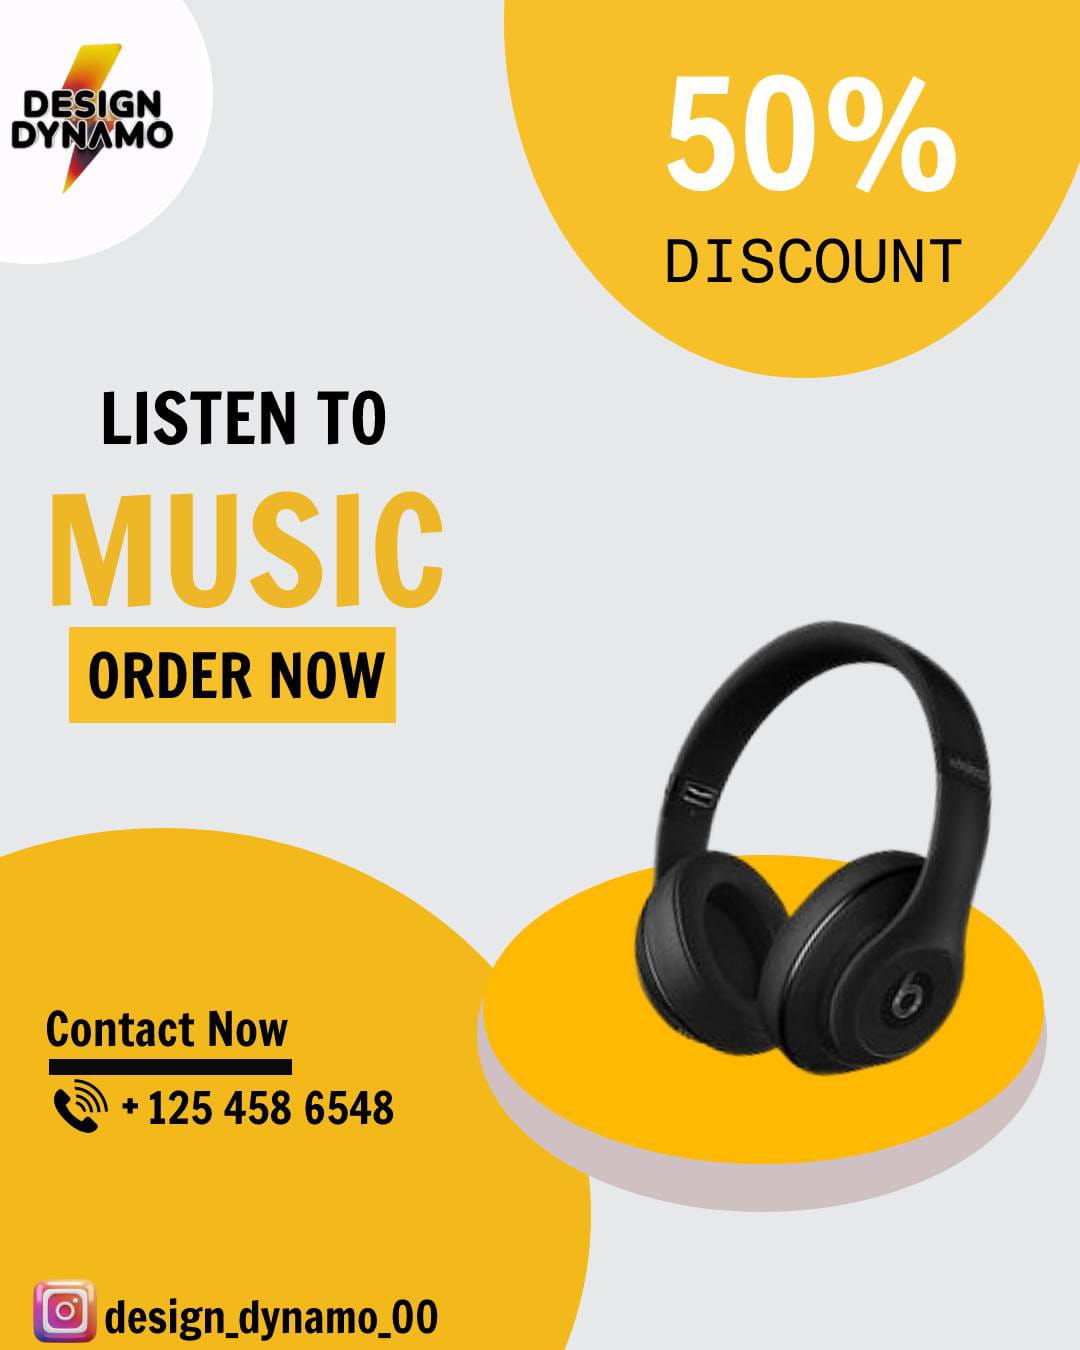 DESIGN
DYNAMO
50%
DISCOUNT
LISTEN TO
MUSIC
ORDER NOW
Contact Now
+ 125 458 6548
design_dynamo_00